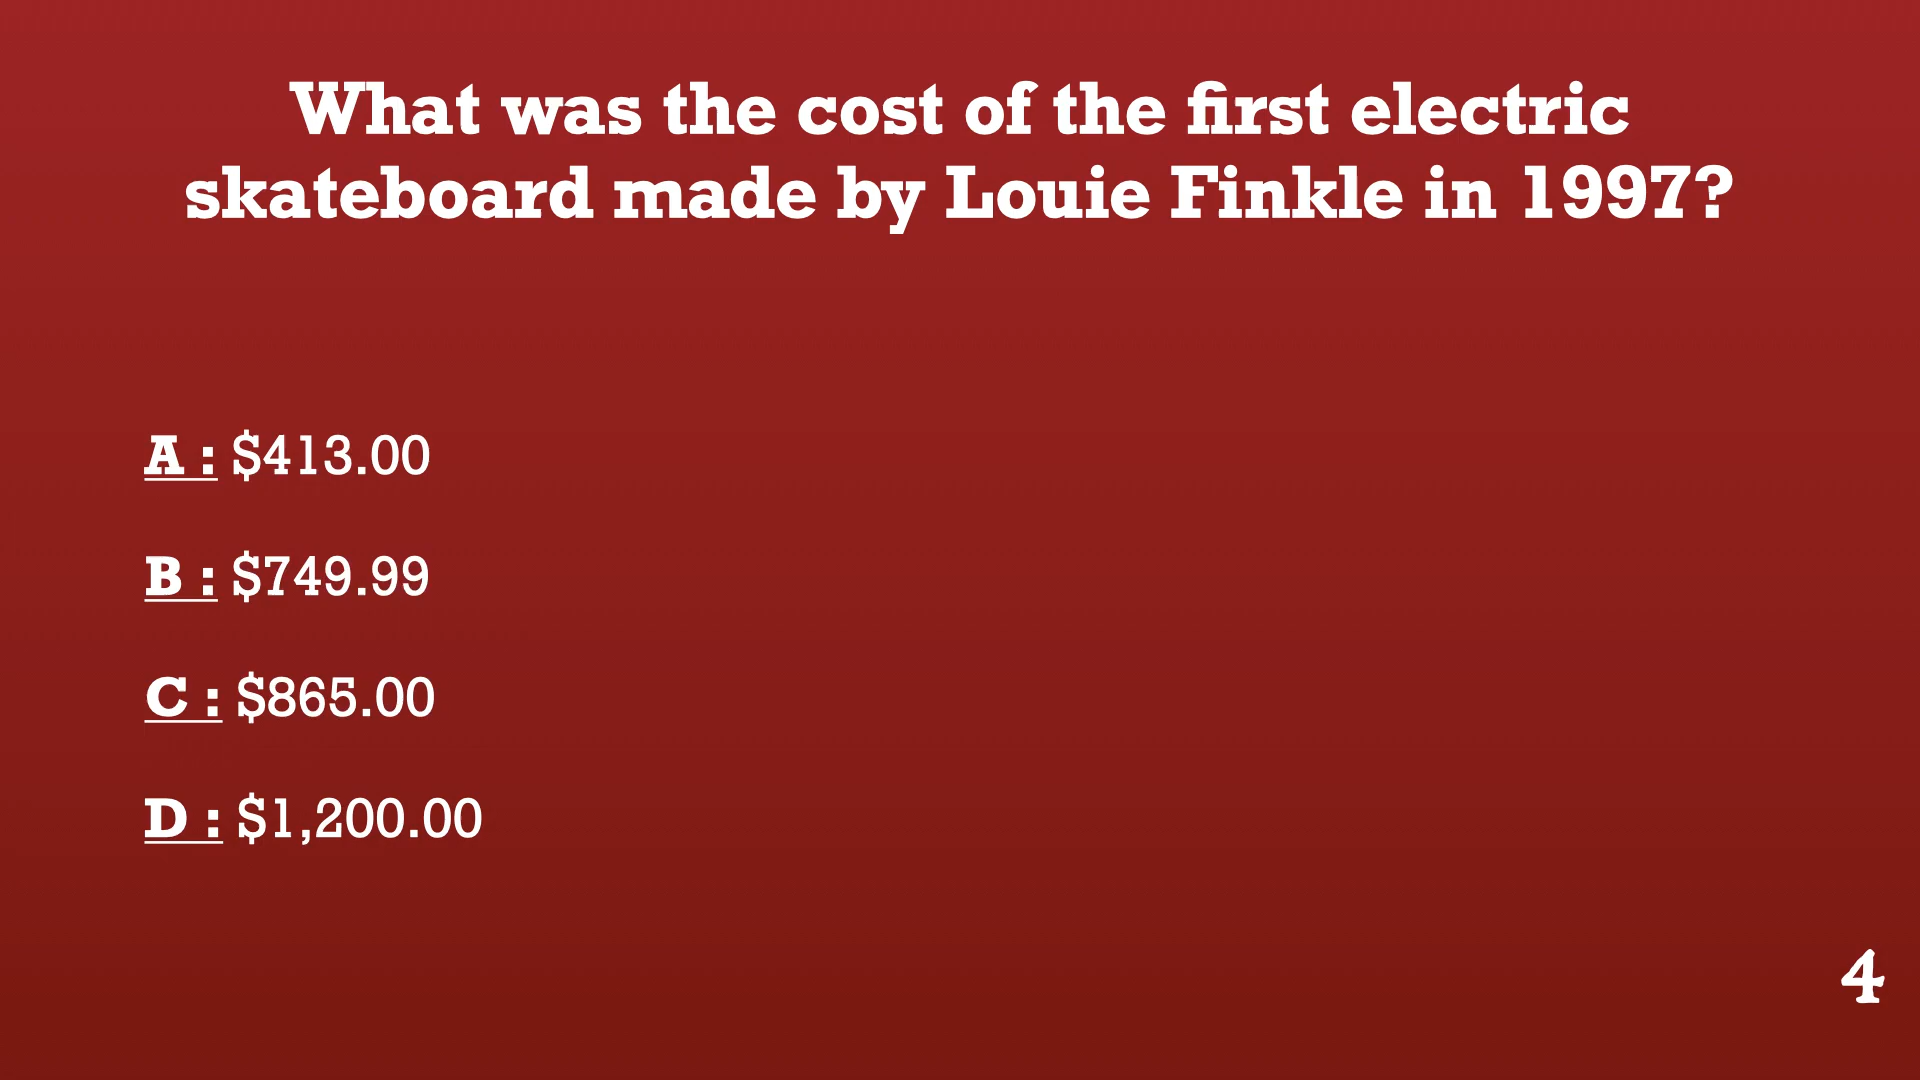 What was the cost of the first electric
skateboard made by Louie Finkle in 1997?
A : $413.00
B : $749.99
C : $865.00
D : $1,200.00
4